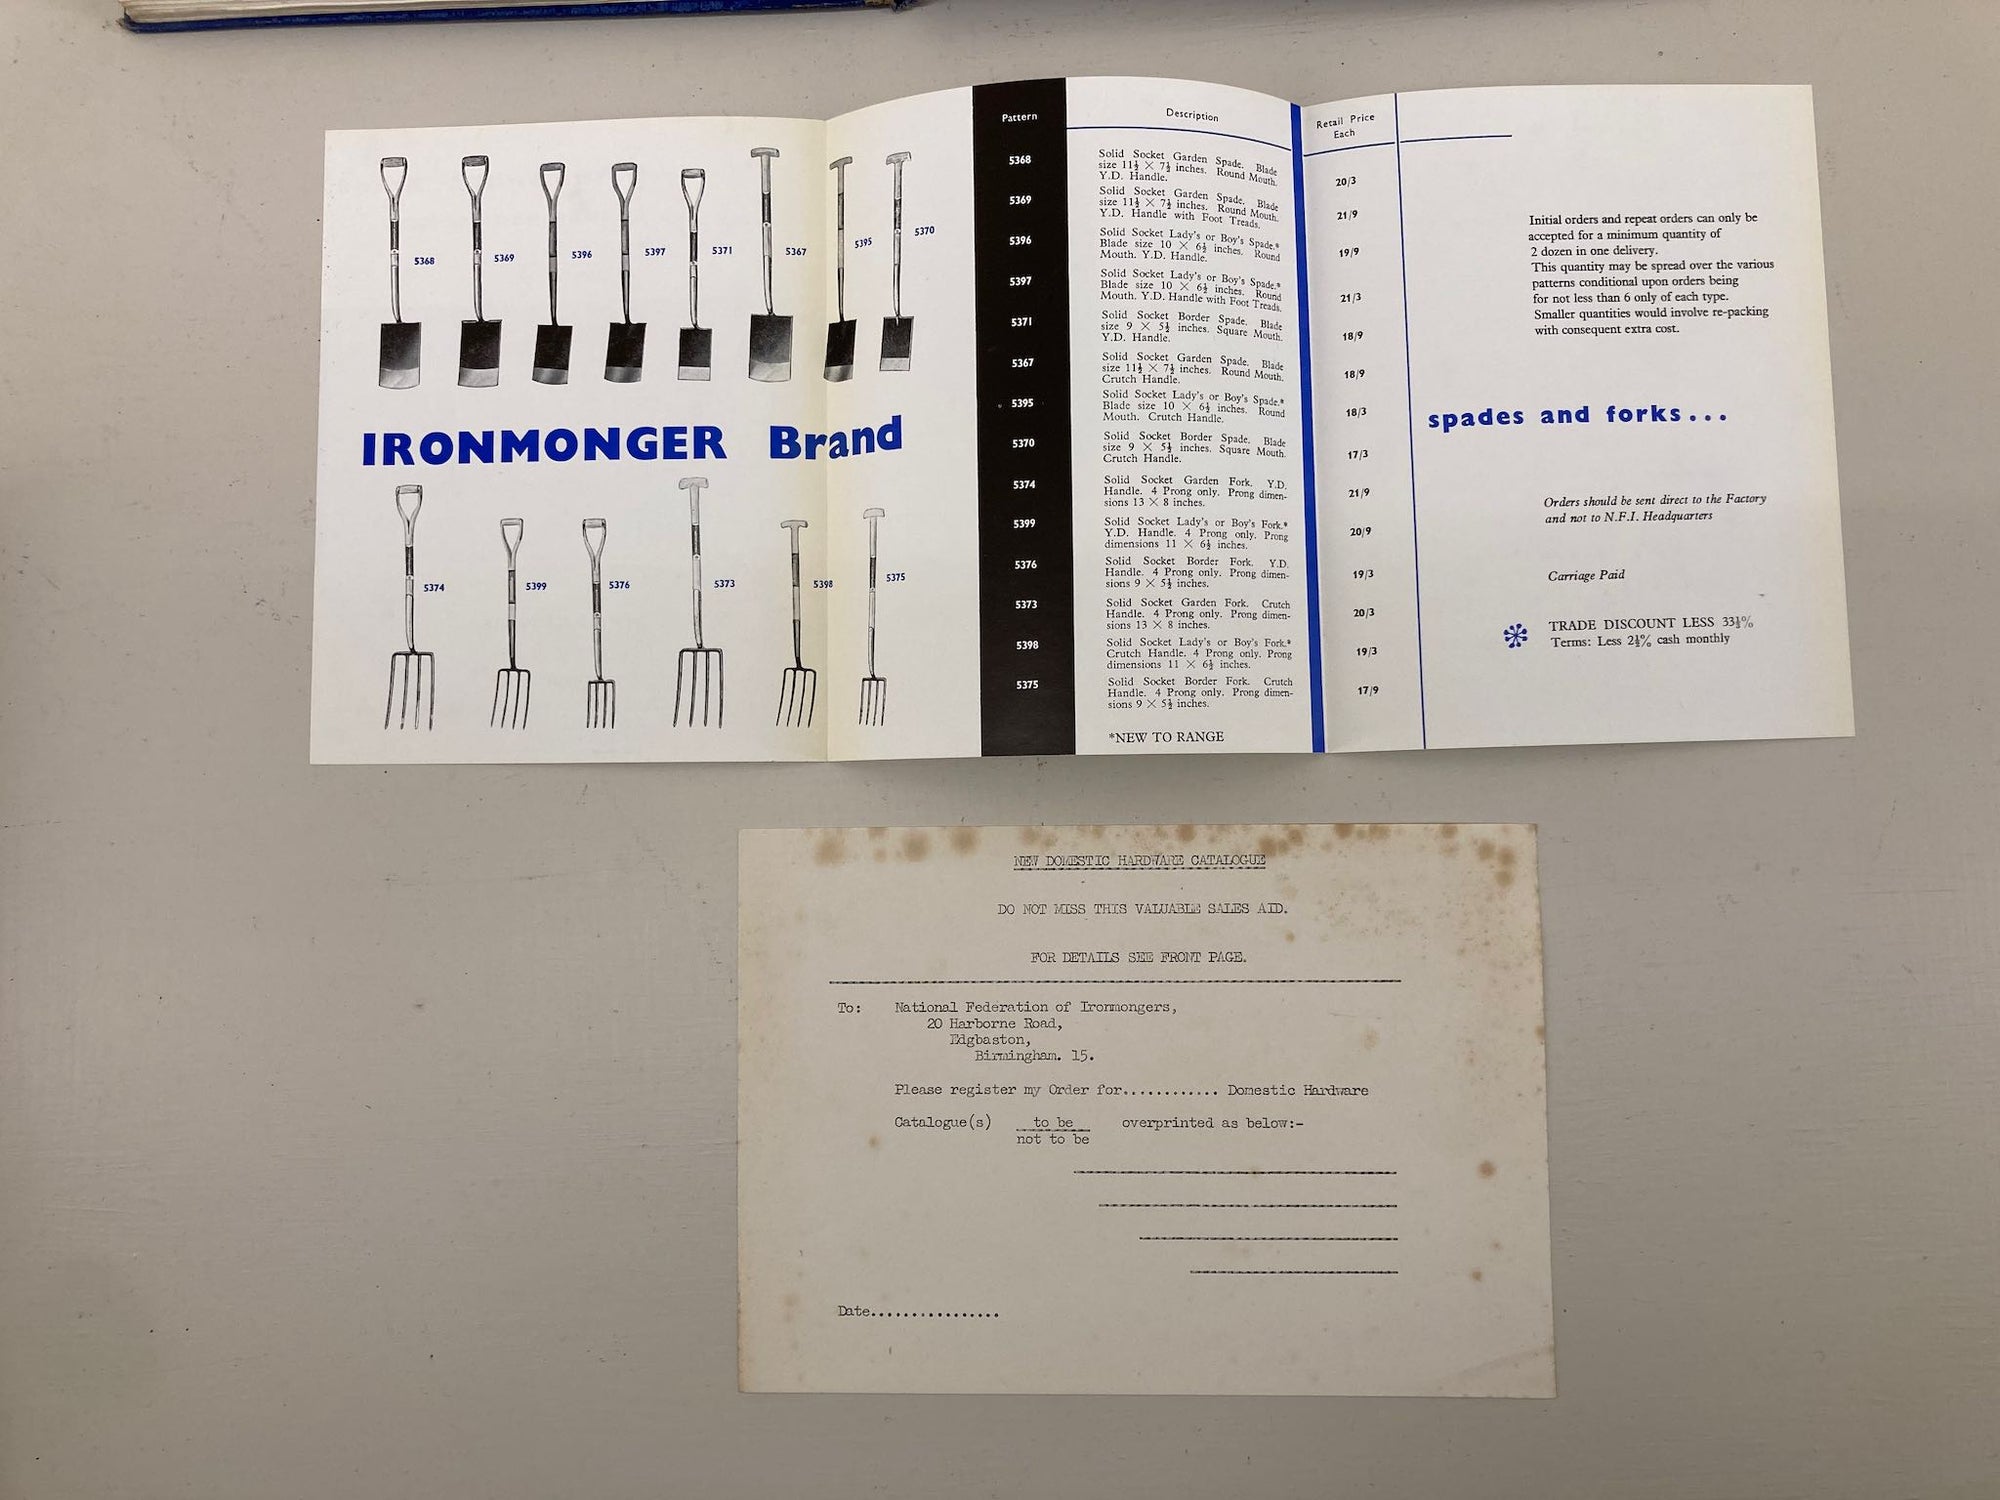 5368
5369
5396
5397
5371
5367
5395
5370
IRONMONGER Brand
5374
5399
5376
5373
5398
5375
Pattern Description Retail Price Each
5368 Solid Socket Garden Spade. Blade
size 11½ × 7½ inches. Round Mouth.
Y.D. Handle. 20/3
5369 Solid Socket Garden Spade. Blade
size 11½ × 7½ inches. Round Mouth.
Y.D. Handle with Foot Treads. 21/9
5396 Solid Socket Lady's or Boy's Spade.*
Blade size 10 × 6½ inches. Round
Mouth. Y.D. Handle. 19/9
5397 Solid Socket Lady's or Boy's Spade.*
Blade size 10 × 6½ inches. Round
Mouth. Y.D. Handle with Foot Treads. 21/3
5371 Solid Socket Border Spade. Blade
size 9 × 5½ inches. Square Mouth.
Y.D. Handle. 18/9
5367 Solid Socket Garden Spade. Blade
size 11½ × 7½ inches. Round Mouth.
Crutch Handle. 18/9
5395 Solid Socket Lady's or Boy's Spade.*
Blade size 10 × 6½ inches. Round
Mouth. Crutch Handle. 18/3
5370 Solid Socket Border Spade. Blade
size 9 × 5½ inches. Square Mouth.
Crutch Handle. 17/3
5374 Solid Socket Garden Fork. Y.D.
Handle. 4 Prong only. Prong dimen-
sions 13 × 8 inches. 21/9
5399 Solid Socket Lady's or Boy's Fork.*
Y.D. Handle. 4 Prong only. Prong
dimensions 11 × 6½ inches. 20/9
5376 Solid Socket Border Fork. Y.D.
Handle. 4 Prong only. Prong dimen-
sions 9 × 5½ inches. 19/3
5373 Solid Socket Garden Fork. Crutch
Handle. 4 Prong only. Prong dimen-
sions 13 × 8 inches. 20/3
5398 Solid Socket Lady's or Boy's Fork.*
Crutch Handle. 4 Prong only. Prong
dimensions 11 × 6½ inches. 19/3
5375 Solid Socket Border Fork. Crutch
Handle. 4 Prong only. Prong dimen-
sions 9 × 5½ inches. 17/9
*NEW TO RANGE
Initial orders and repeat orders can only be
accepted for a minimum quantity of
2 dozen in one delivery.
This quantity may be spread over the various
patterns conditional upon orders being
for not less than 6 only of each type.
Smaller quantities would involve re-packing
with consequent extra cost.
spades and forks...
Orders should be sent direct to the Factory
and not to N.F.I. Headquarters
Carriage Paid
TRADE DISCOUNT LESS 33⅓%
Terms: Less 2½% cash monthly
NEW DOMESTIC HARDWARE CATALOGUE
DO NOT MISS THIS VALUABLE SALES AID.
FOR DETAILS SEE FRONT PAGE.
To: National Federation of Ironmongers,
20 Harborne Road,
Edgbaston,
Birmingham. 15.
Please register my Order for............ Domestic Hardware
Catalogue(s) to be overprinted as below:-
not to be
Date................